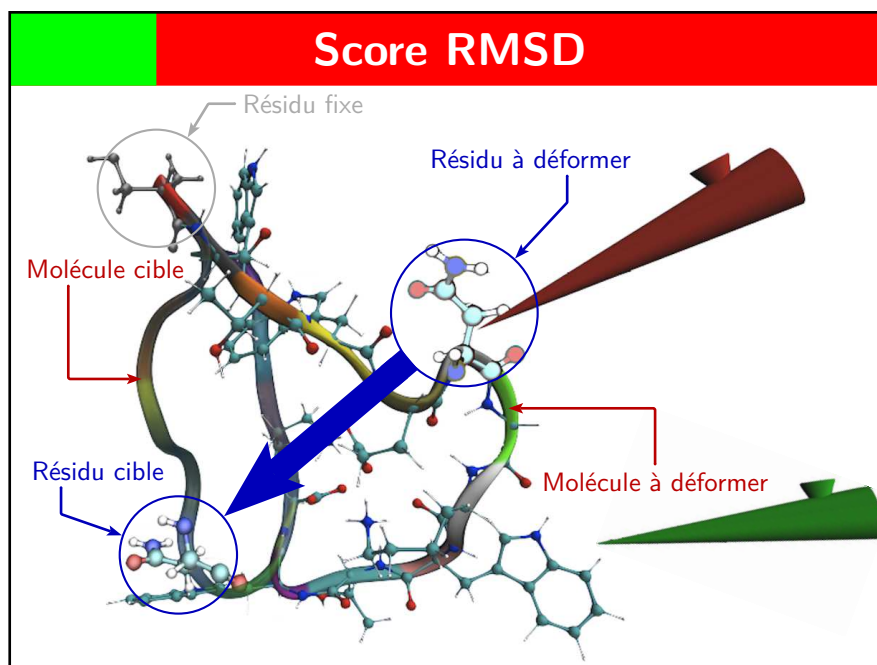 Score RMSD
Résidu fixe
Résidu à déformer
Molécule cible
Résidu cible
Molécule à déformer